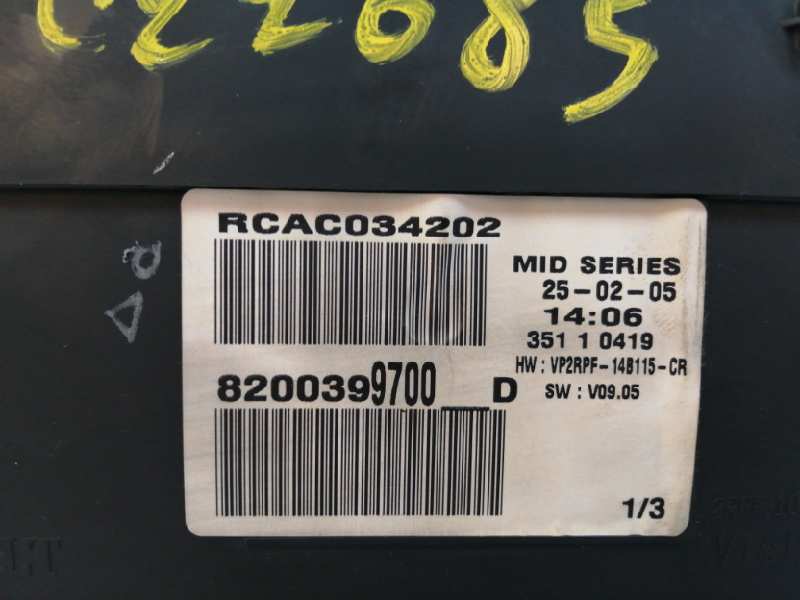 RCAC034202
MID SERIES
25-02-05
14:06
351 1 0419
HW : VP2RPF-14B115-CR
8200399700__D
SW : V09.05
1/3